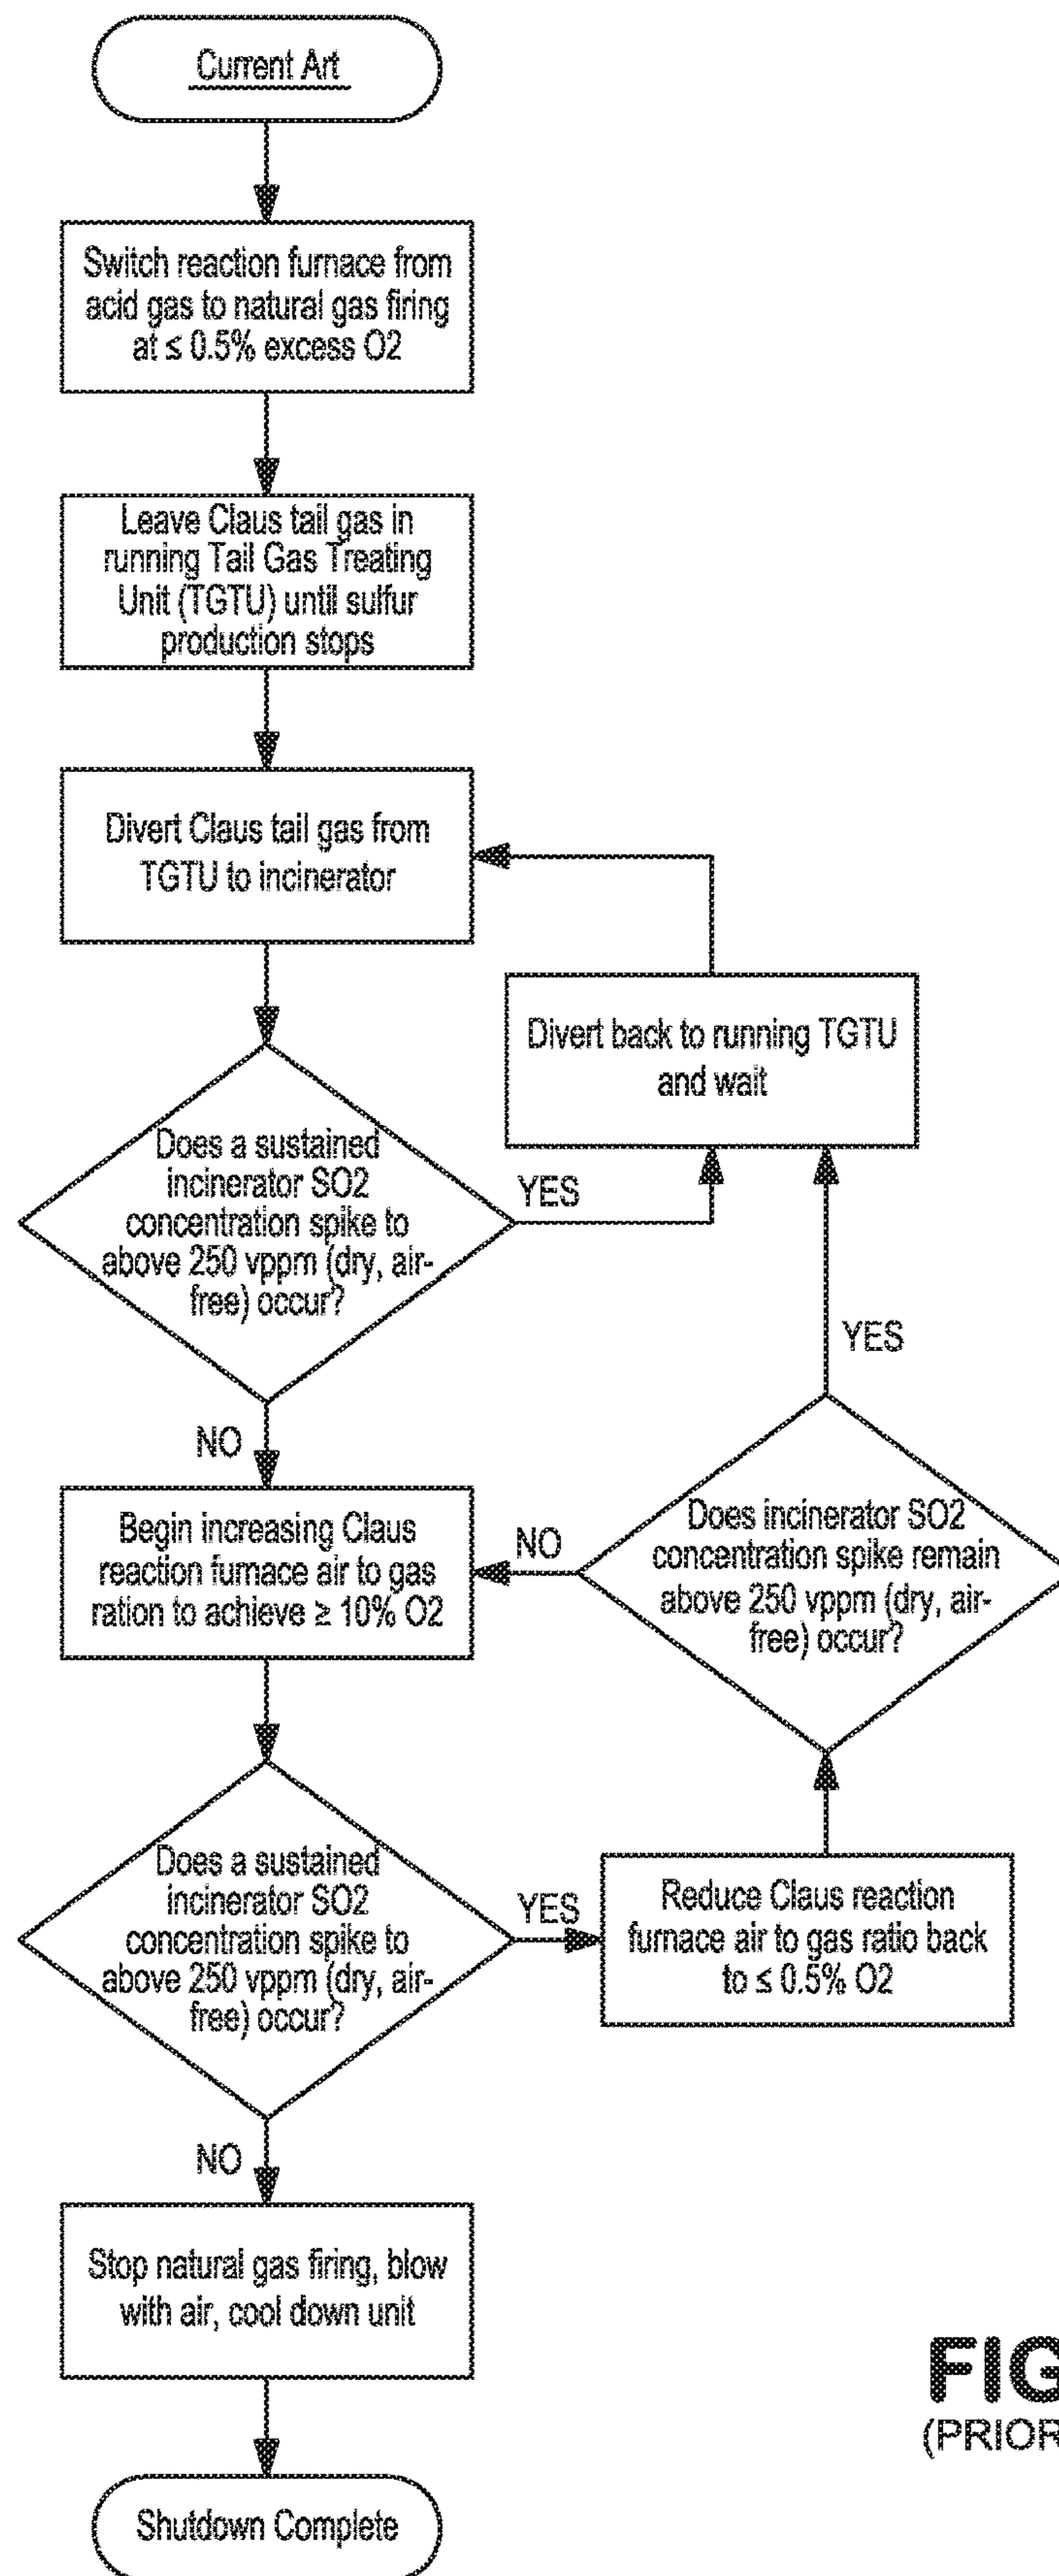 Current Art
Switch reaction furnace from
acid gas to natural gas firing
at ≤ 0.5% excess O2
Leave Claus tail gas in
running Tail Gas Treating
Unit (TGTU) until sulfur
production stops
Divert Claus tail gas from
TGTU to incinerator
Divert back to running TGTU
and wait
Does a sustained
incinerator SO2
concentration spike to
above 250 vppm (dry, air-
free) occur?
YES
YES
NO
Begin increasing Claus
reaction furnace air to gas
ration to achieve ≥ 10% O2
NO
Does incinerator SO2
concentration spike remain
above 250 vppm (dry, air-
free) occur?
Does a sustained
incinerator SO2
concentration spike to
above 250 vppm (dry, air-
free) occur?
YES
Reduce Claus reaction
furnace air to gas ratio back
to ≤ 0.5% O2
NO
Stop natural gas firing, blow
with air, cool down unit
FIG
(PRIOR
Shutdown Complete